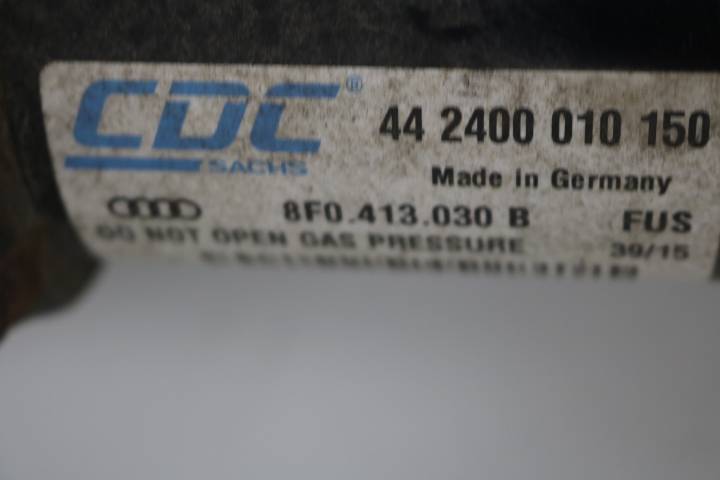 CDC® 44 2400 010 150
SACHS
Made in Germany
8F0.413.030 B FUS
DO NOT OPEN GAS PRESSURE 39/15